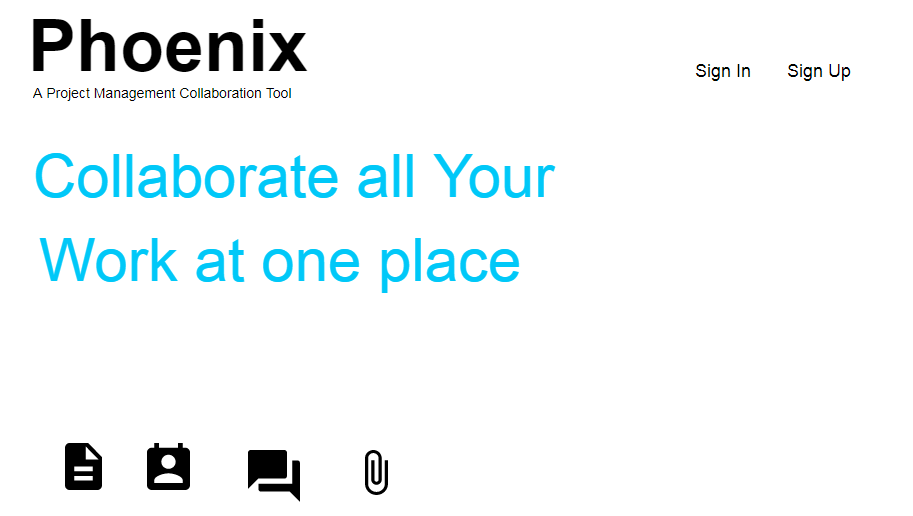 Phoenix
A Project Management Collaboration Tool
Sign In
Sign Up
Collaborate all Your
Work at one place